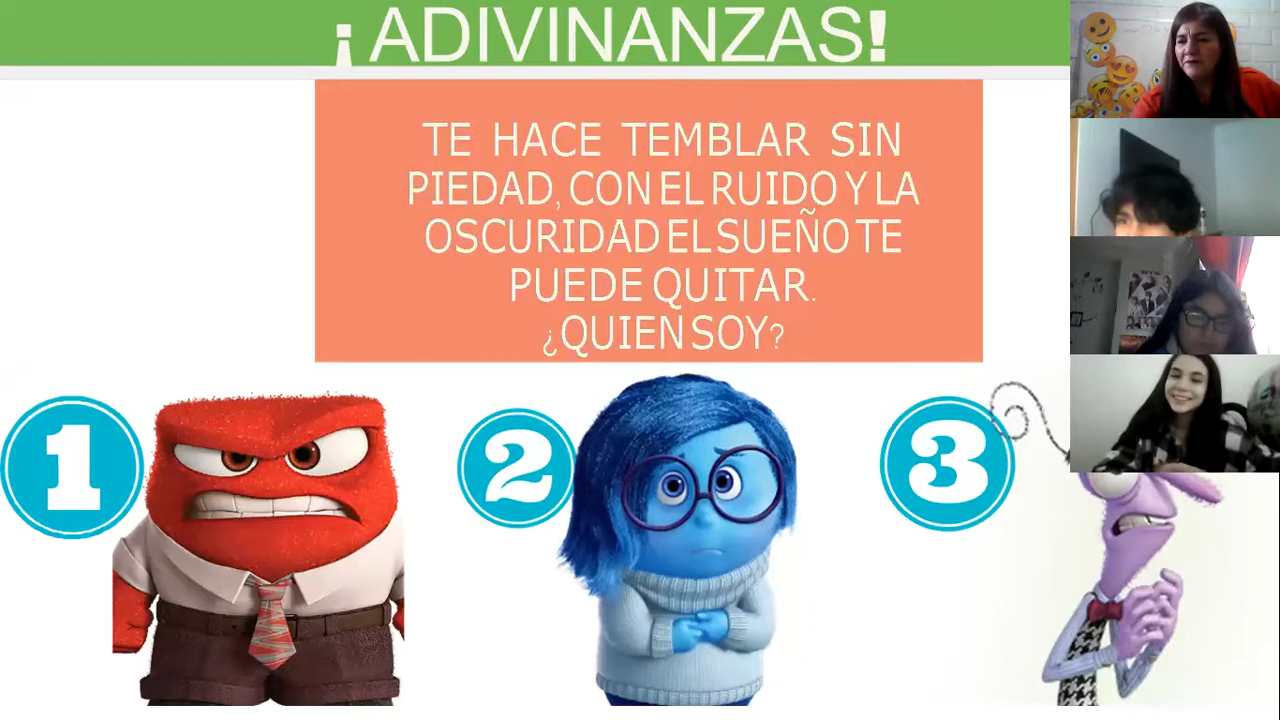 ¡ ADIVINANZAS!
TE HACE TEMBLAR SIN
PIEDAD, CON EL RUIDO Y LA
OSCURIDAD EL SUEÑO TE
PUEDE QUITAR.
¿QUIEN SOY?
1
2
3